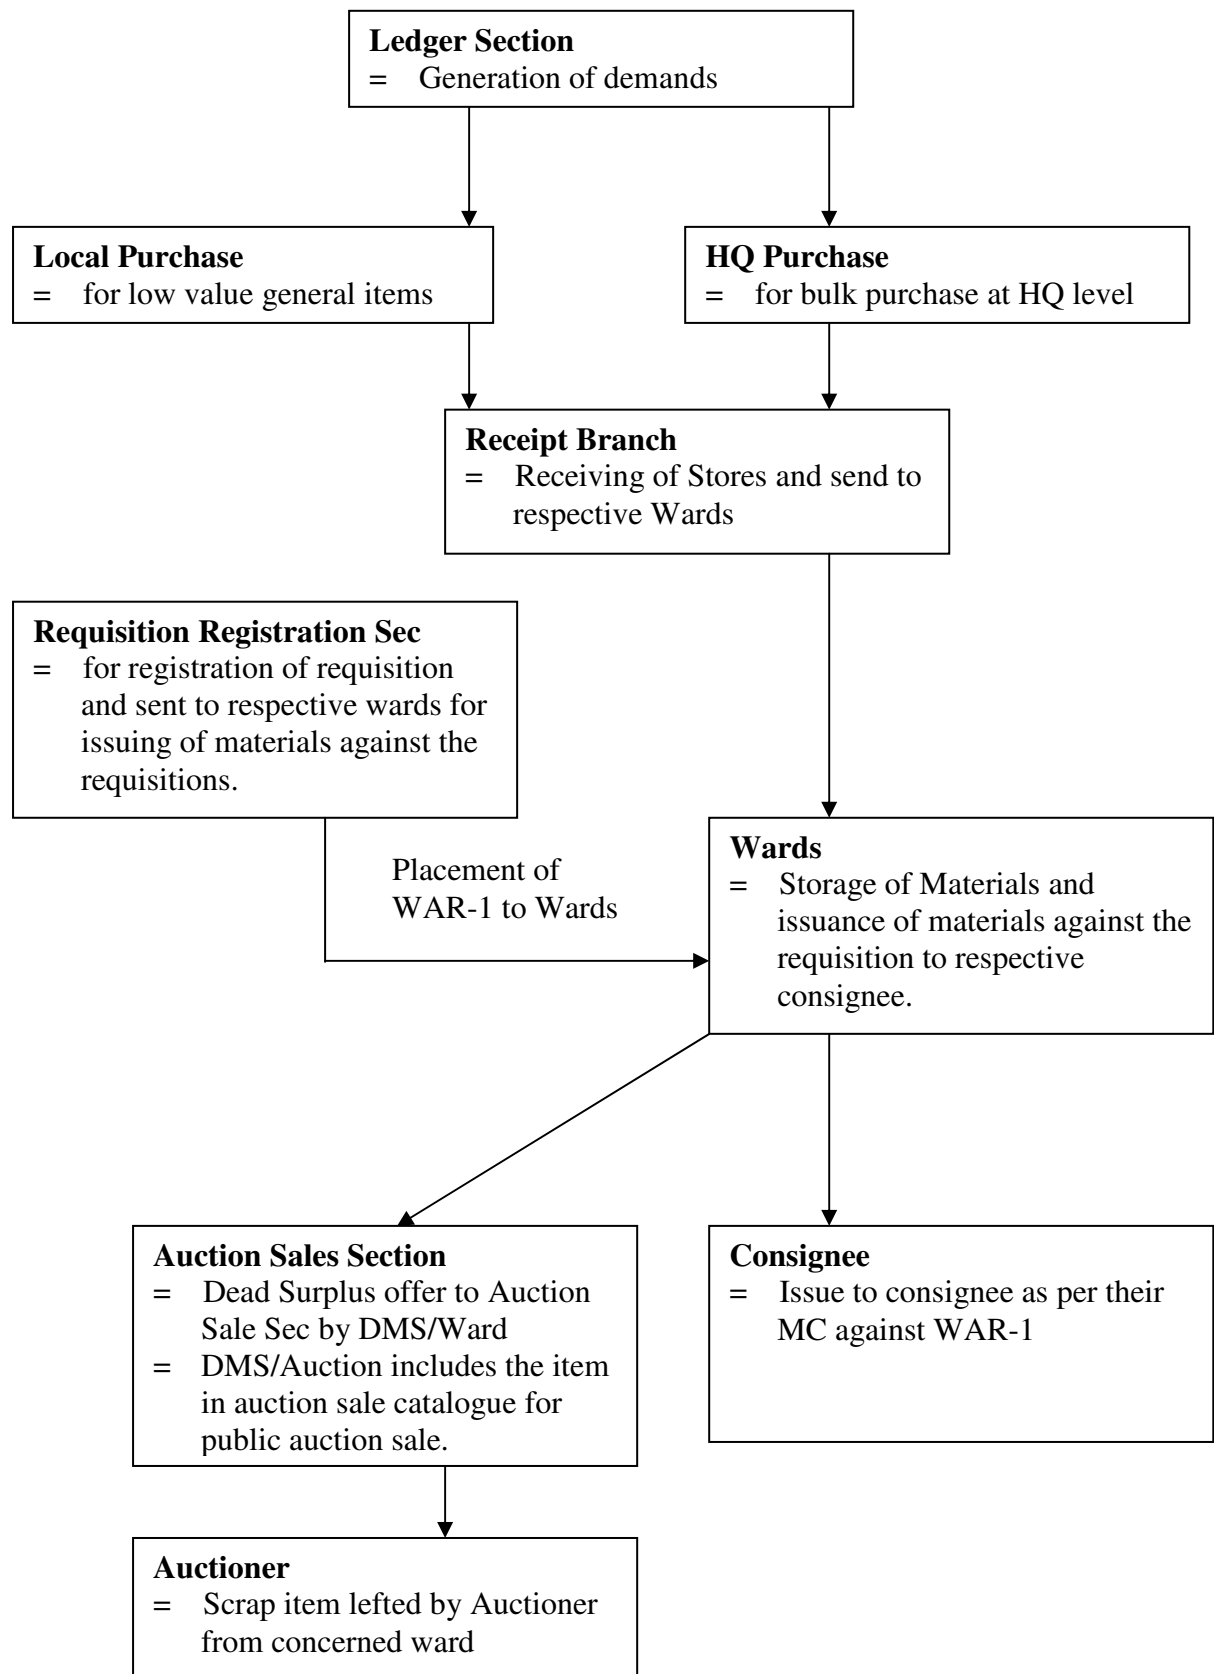 Ledger Section
= Generation of demands
Local Purchase
= for low value general items
HQ Purchase
= for bulk purchase at HQ level
Receipt Branch
= Receiving of Stores and send to
respective Wards
Requisition Registration Sec
= for registration of requisition
and sent to respective wards for
issuing of materials against the
requisitions.
Placement of
WAR-1 to Wards
Wards
= Storage of Materials and
issuance of materials against the
requisition to respective
consignee.
Auction Sales Section
= Dead Surplus offer to Auction
Sale Sec by DMS/Ward
= DMS/Auction includes the item
in auction sale catalogue for
public auction sale.
Consignee
= Issue to consignee as per their
MC against WAR-1
Auctioner
= Scrap item lefted by Auctioner
from concerned ward